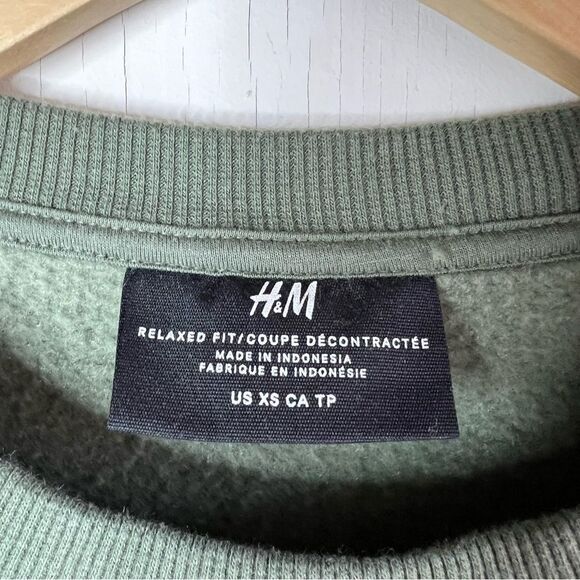 H&M
RELAXED FIT/COUPE DÉCONTRACTÉE
MADE IN INDONESIA
FABRIQUE EN INDONÉSIE
US XS CA TP